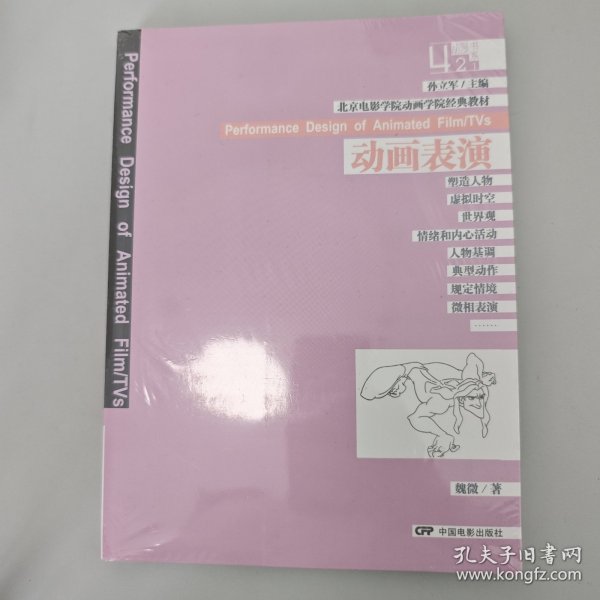 Performance Design of Animated Film/TVs
孙立军/主编
北京电影学院动画学院经典教材
Performance Design of Animated Film/TVs
动画表演
塑造人物
虚拟时空
世界观
情绪和内心活动
人物基调
典型动作
规定情境
微相表演
……
魏微/著
CFP 中国电影出版社
孔夫子旧书网
www.kongfz.com